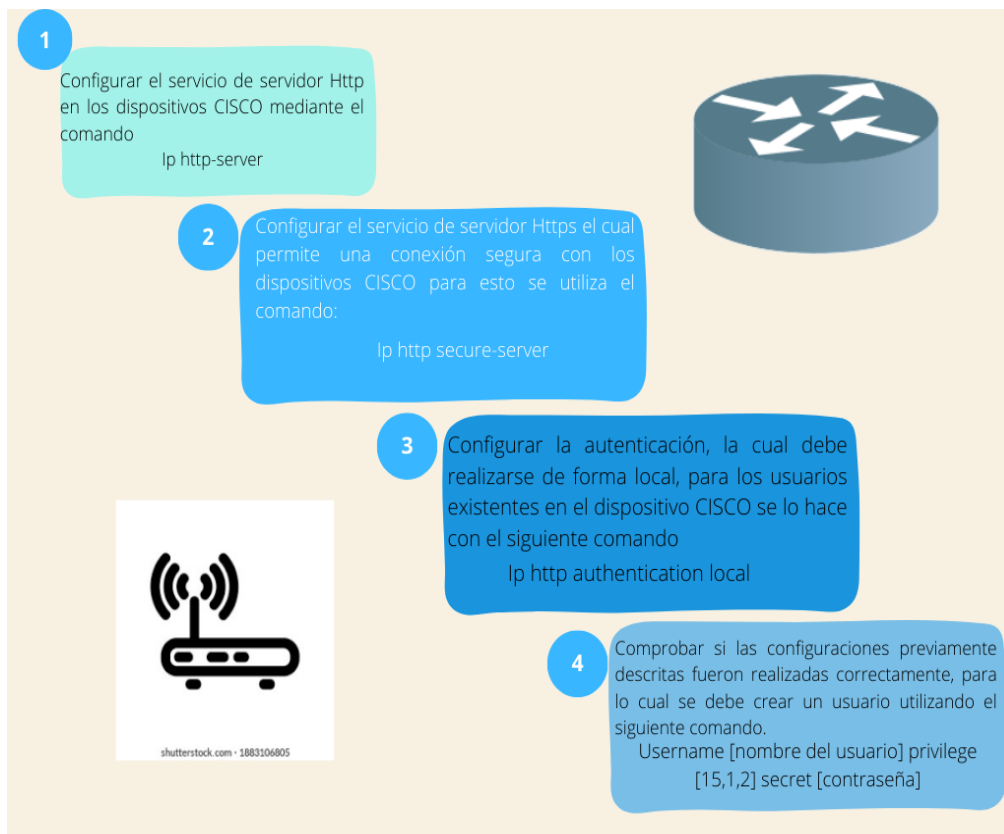 1
Configurar el servicio de servidor Http
en los dispositivos CISCO mediante el
comando
Ip http-server
2
Configurar el servicio de servidor Https el cual
permite una conexión segura con los
dispositivos CISCO para esto se utiliza el
comando:
Ip http secure-server
3
Configurar la autenticación, la cual debe
realizarse de forma local, para los usuarios
existentes en el dispositivo CISCO se lo hace
con el siguiente comando
Ip http authentication local
4
Comprobar si las configuraciones previamente
descritas fueron realizadas correctamente, para
lo cual se debe crear un usuario utilizando el
siguiente comando.
Username [nombre del usuario] privilege
[15,1,2] secret [contraseña]
shutterstock.com · 1883106805